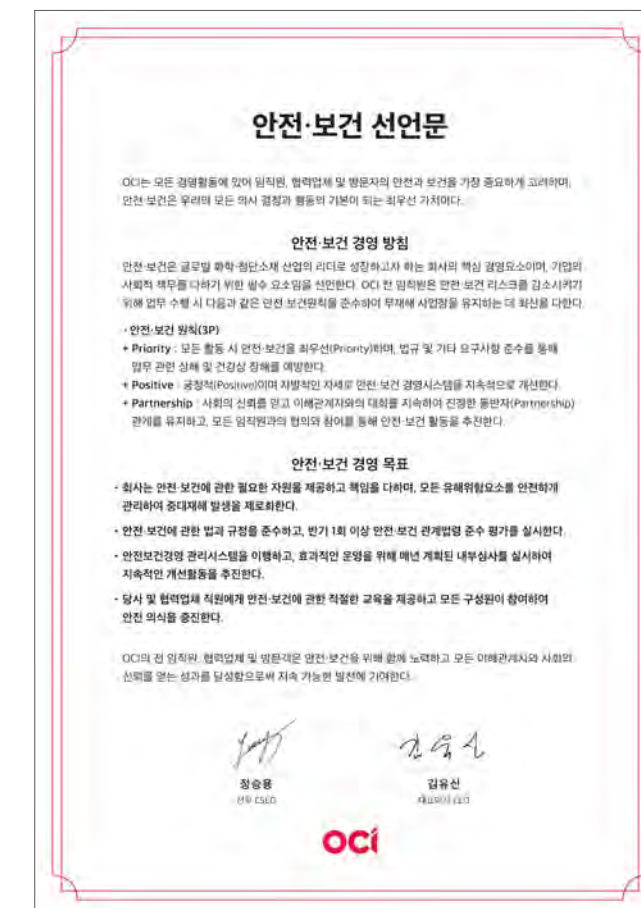 안전·보건 선언문
OCI는 모든 경영활동에 있어 임직원, 협력업체 및 방문자의 안전과 보건을 가장 중요하게 고려하며,
안전·보건은 우리의 모든 의사 결정과 행동의 기본이 되는 최우선 가치이다.
안전·보건 경영 방침
안전·보건은 글로벌 화학·첨단소재 산업의 리더로 성장하고자 하는 회사의 핵심 경영요소이며, 기업의
사회적 책무를 다하기 위한 필수 요소임을 선언한다. OCI 전 임직원은 안전·보건 리스크를 감소시키기
위해 업무 수행 시 다음과 같은 안전·보건원칙을 준수하여 무재해 사업장을 유지하는 데 최선을 다한다.
· 안전·보건 원칙(3P)
+ Priority : 모든 활동 시 안전·보건을 최우선(Priority)하며, 법규 및 기타 요구사항 준수를 통해
업무 관련 상해 및 건강상 장해를 예방한다.
+ Positive : 긍정적(Positive)이며 자발적인 자세로 안전·보건 경영시스템을 지속적으로 개선한다.
+ Partnership : 사회의 신뢰를 얻고 이해관계자와의 대화를 지속하여 진정한 동반자(Partnership)
관계를 유지하고, 모든 임직원과의 협의와 참여를 통해 안전·보건 활동을 추진한다.
안전·보건 경영 목표
· 회사는 안전·보건에 관한 필요한 자원을 제공하고 책임을 다하며, 모든 유해위험요소를 안전하게
관리하여 중대재해 발생을 제로화한다.
· 안전·보건에 관한 법과 규정을 준수하고, 반기 1회 이상 안전·보건 관계법령 준수 평가를 실시한다.
· 안전보건경영 관리시스템을 이행하고, 효과적인 운영을 위해 매년 계획된 내부심사를 실시하여
지속적인 개선활동을 추진한다.
· 당사 및 협력업체 직원에게 안전·보건에 관한 적절한 교육을 제공하고 모든 구성원이 참여하여
안전 의식을 증진한다.
OCI의 전 임직원, 협력업체 및 방문객은 안전·보건을 위해 함께 노력하고 모든 이해관계자와 사회의
신뢰를 얻는 성과를 달성함으로써 지속 가능한 발전에 기여한다.
김유신
정승용 김유신
CSEO 대표이사 CEO
OCI